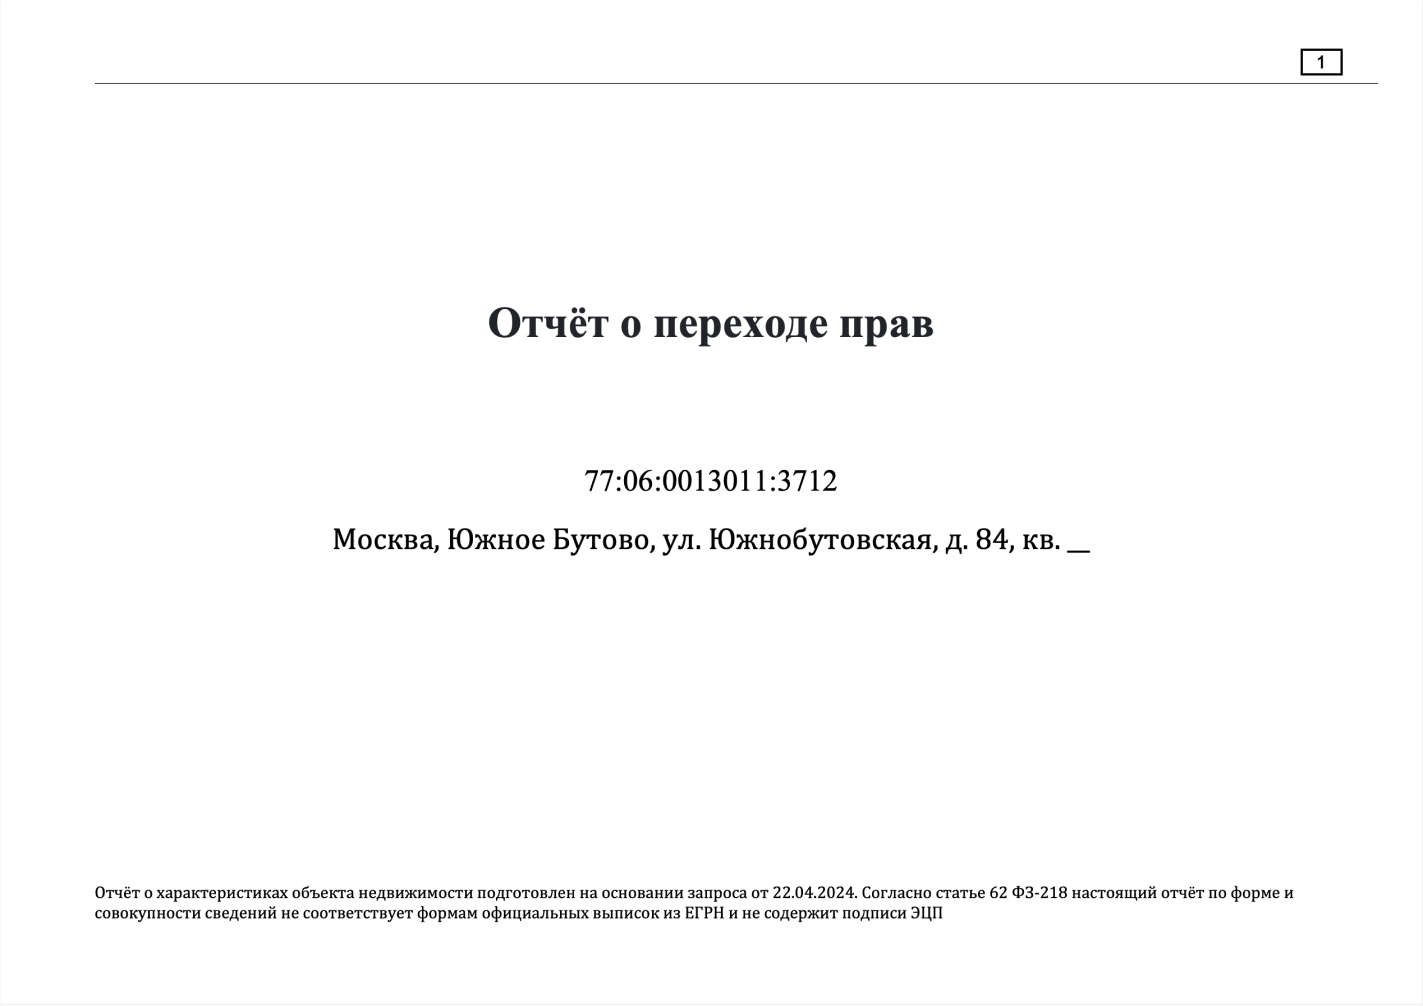 1
Отчёт о переходе прав
77:06:0013011:3712
Москва, Южное Бутово, ул. Южнобутовская, д. 84, кв. __
Отчёт о характеристиках объекта недвижимости подготовлен на основании запроса от 22.04.2024. Согласно статье 62 ФЗ-218 настоящий отчёт по форме и
совокупности сведений не соответствует формам официальных выписок из ЕГРН и не содержит подписи ЭЦП